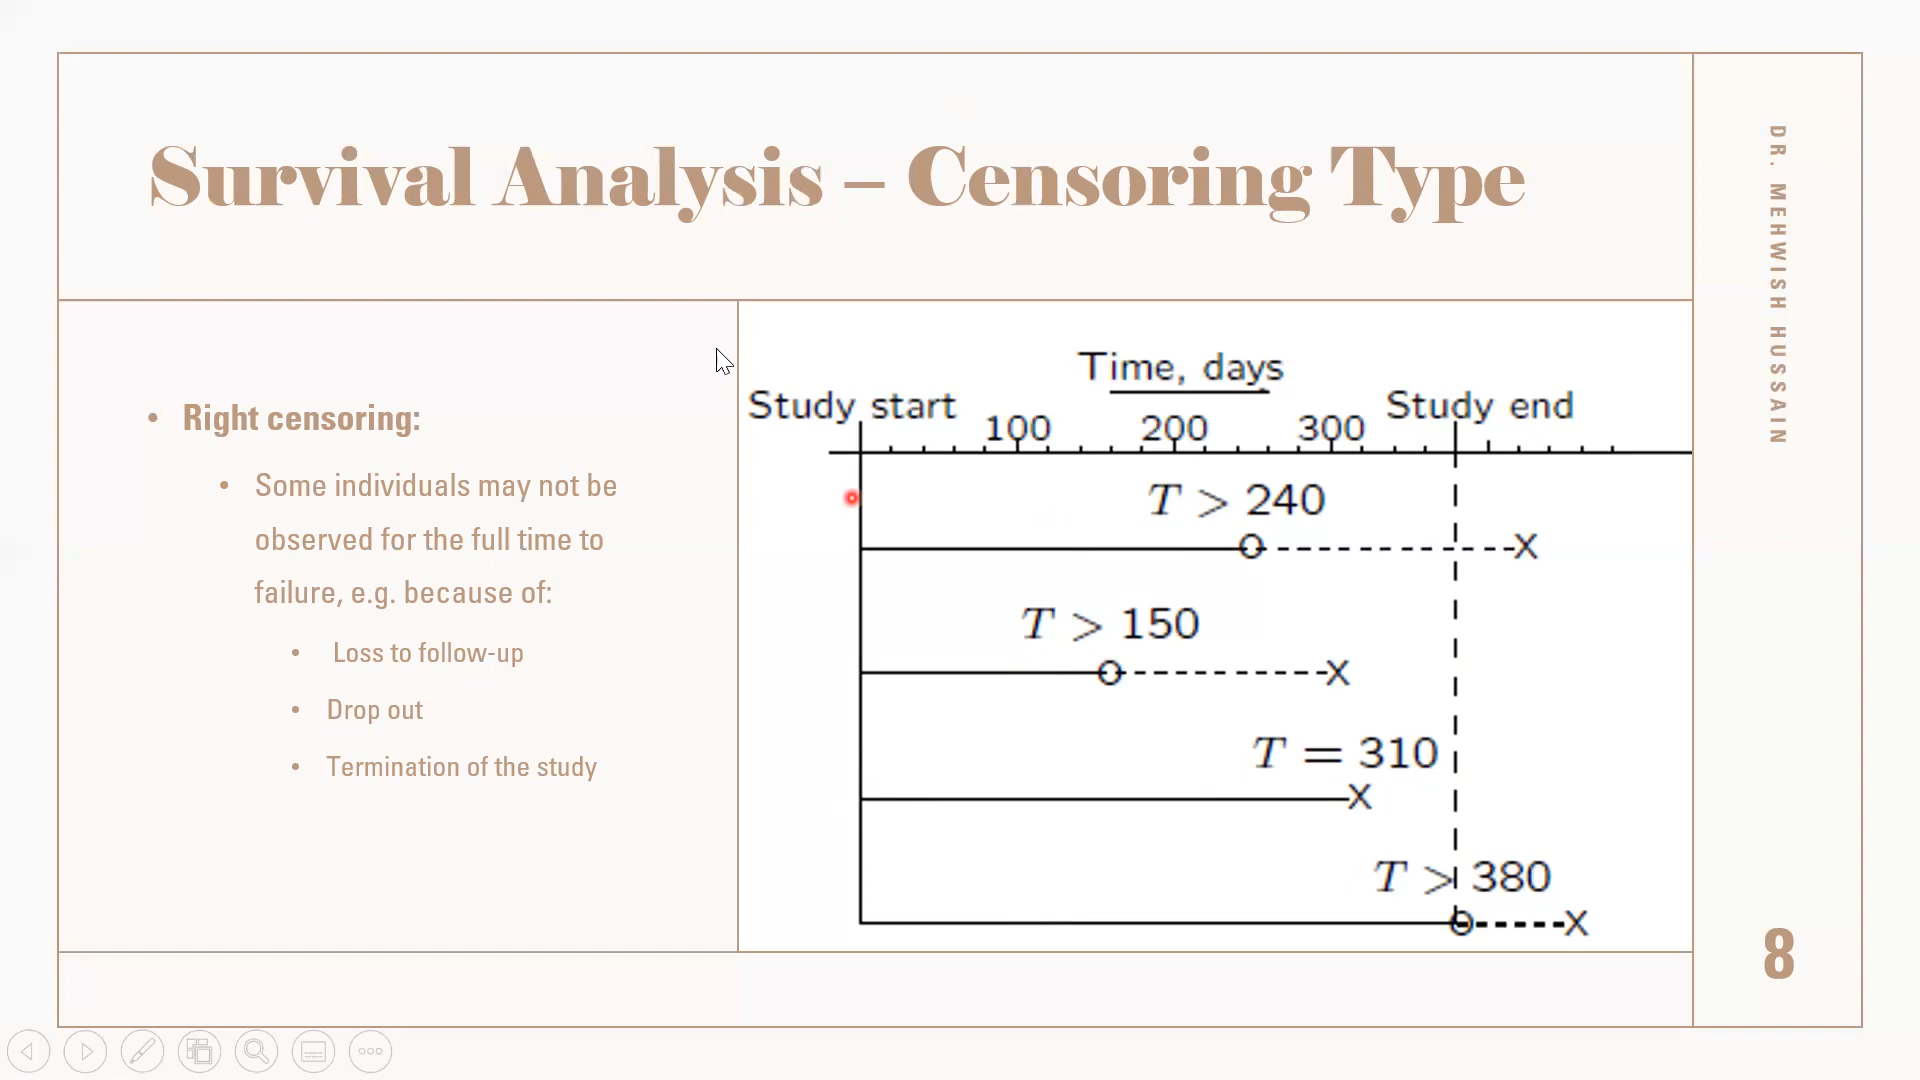 Survival Analysis – Censoring Type
• Right censoring:
• Some individuals may not be
observed for the full time to
failure, e.g. because of:
• Loss to follow-up
• Drop out
• Termination of the study
Time, days
Study start
100
200
300
Study end
T > 240
O
X
T > 150
O
X
T = 310
X
T > 380
O
X
DR. MEHWISH HUSSAIN
8